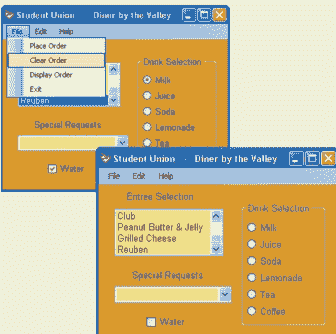 Student Union - Diner by the Valley
File Edit Help
Place Order
Clear Order
Display Order
Exit
Reuben
Drink Selection
Milk
Juice
Soda
Lemonade
Tea
Special Requests
Water
Student Union - Diner by the Valley
File Edit Help
Entree Selection
Club
Peanut Butter & Jelly
Grilled Cheese
Reuben
Drink Selection
Milk
Juice
Soda
Lemonade
Tea
Coffee
Special Requests
Water